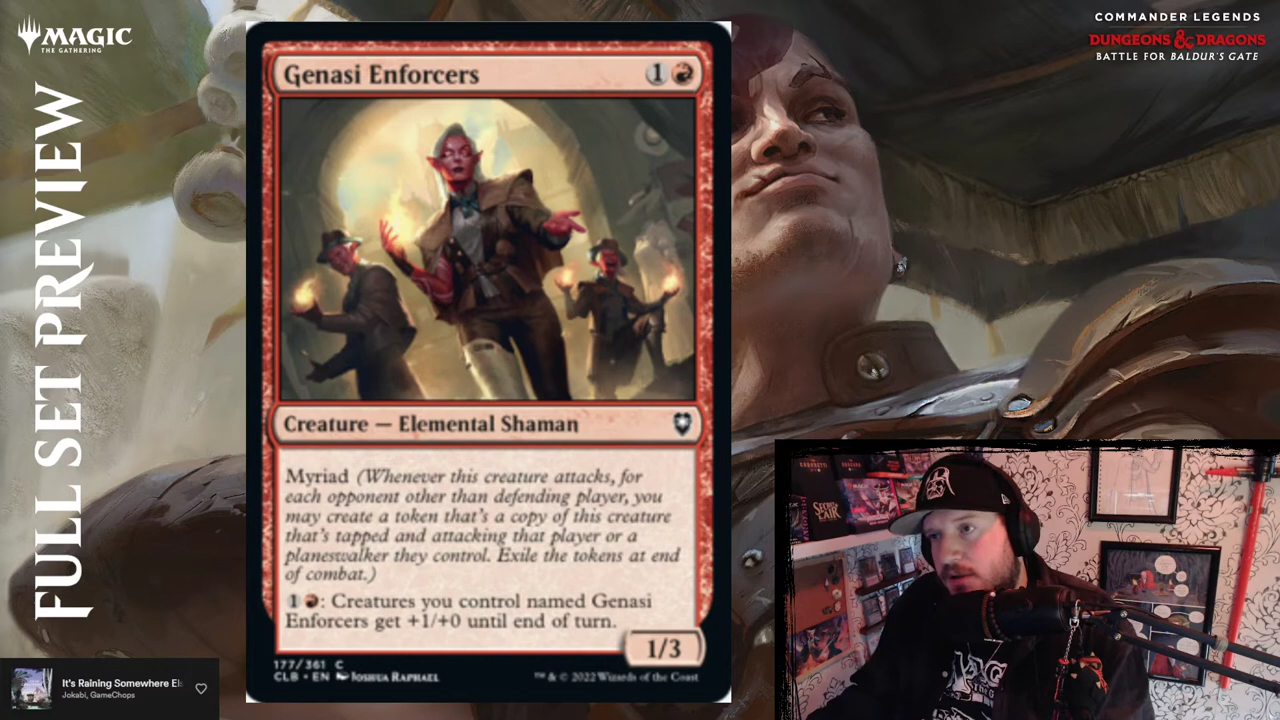 MAGIC
THE GATHERING
FULL SET PREVIEW
COMMANDER LEGENDS
DUNGEONS & DRAGONS
BATTLE FOR BALDUR'S GATE
Genasi Enforcers 1
Creature — Elemental Shaman
Myriad (Whenever this creature attacks, for
each opponent other than defending player, you
may create a token that's a copy of this creature
that's tapped and attacking that player or a
planeswalker they control. Exile the tokens at end
of combat.)
1 : Creatures you control named Genasi
Enforcers get +1/+0 until end of turn.
1/3
177/361 C
CLB • EN JOSHUA RAPHAEL
™ & © 2022 Wizards of the Coast
It's Raining Somewhere El
Jokabi, GameChops
SECRET
LAIR